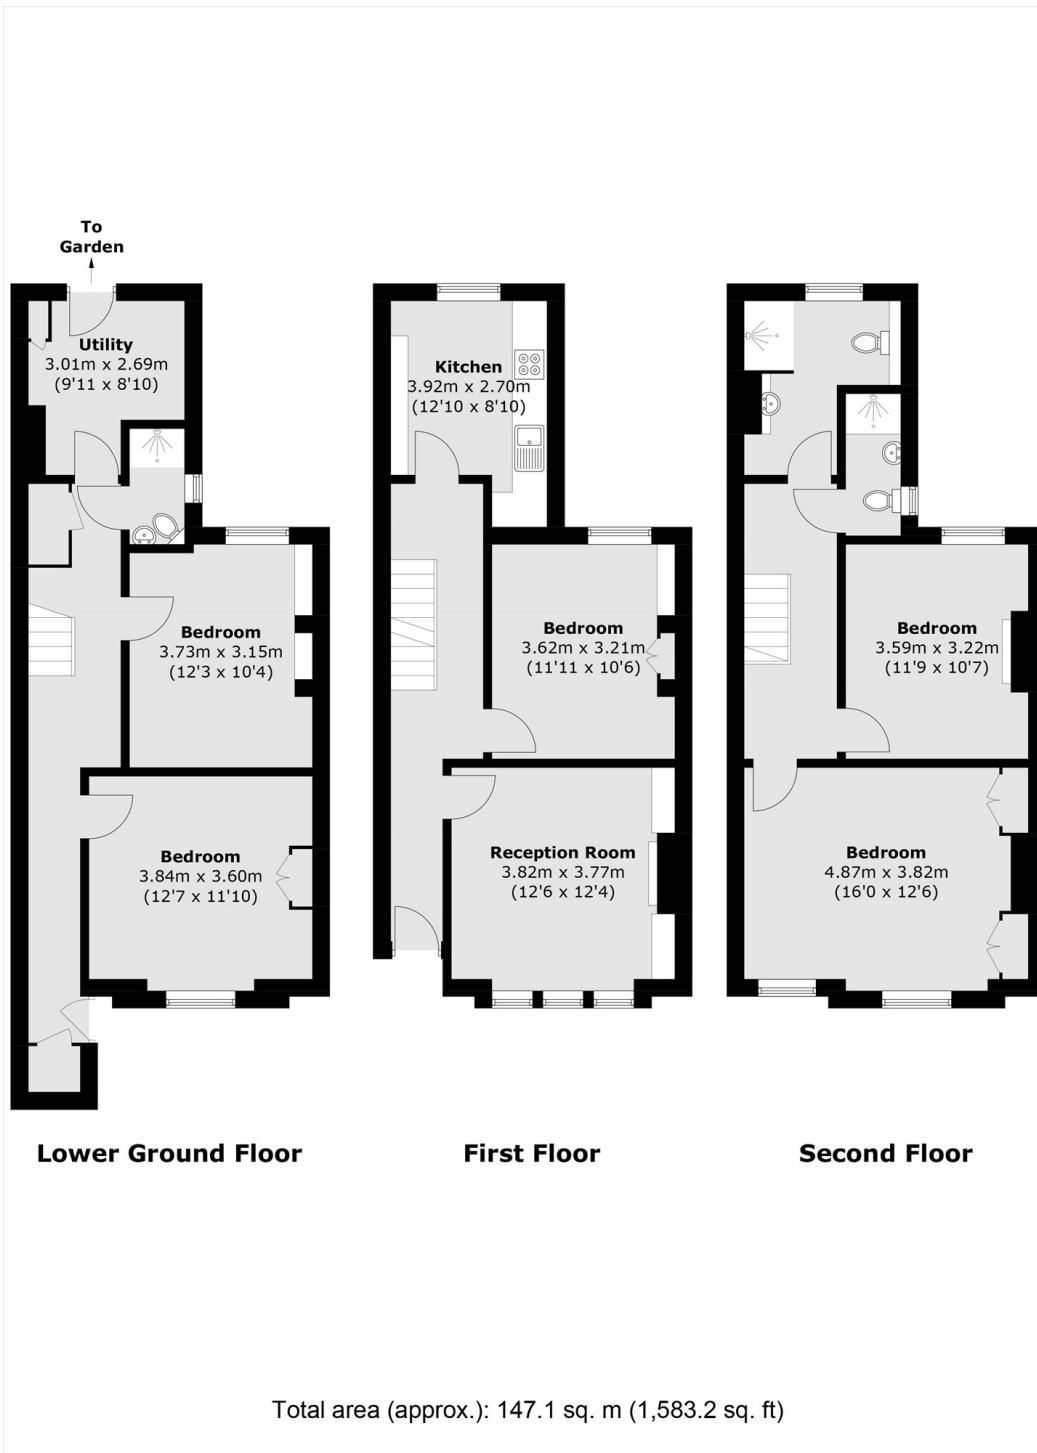 To
Garden
Utility
3.01m x 2.69m
(9'11 x 8'10)
Bedroom
3.73m x 3.15m
(12'3 x 10'4)
Bedroom
3.84m x 3.60m
(12'7 x 11'10)
Lower Ground Floor
Kitchen
3.92m x 2.70m
(12'10 x 8'10)
Bedroom
3.62m x 3.21m
(11'11 x 10'6)
Reception Room
3.82m x 3.77m
(12'6 x 12'4)
First Floor
Bedroom
3.59m x 3.22m
(11'9 x 10'7)
Bedroom
4.87m x 3.82m
(16'0 x 12'6)
Second Floor
Total area (approx.): 147.1 sq. m (1,583.2 sq. ft)